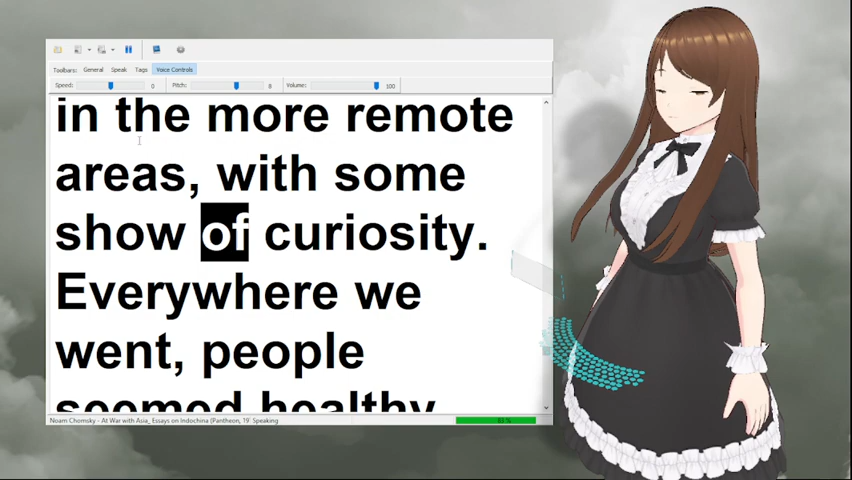 Toolbars: General Speak Tags Voice Controls
Speed: 0 Pitch: 8 Volume: 100
in the more remote
areas, with some
show of curiosity.
Everywhere we
went, people
seemed healthy
Noam Chomsky - At War with Asia_ Essays on Indochina (Pantheon, 19 Speaking